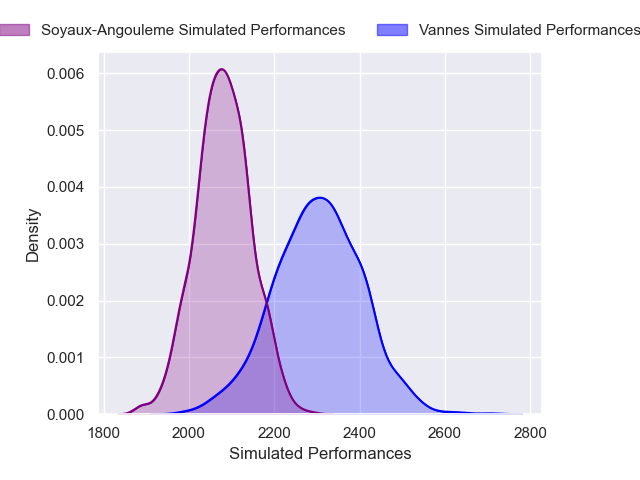 Soyaux-Angouleme Simulated Performances
Vannes Simulated Performances
0.006
0.005
0.004
0.003
0.002
0.001
0.000
Density
1800 2000 2200 2400 2600 2800
Simulated Performances